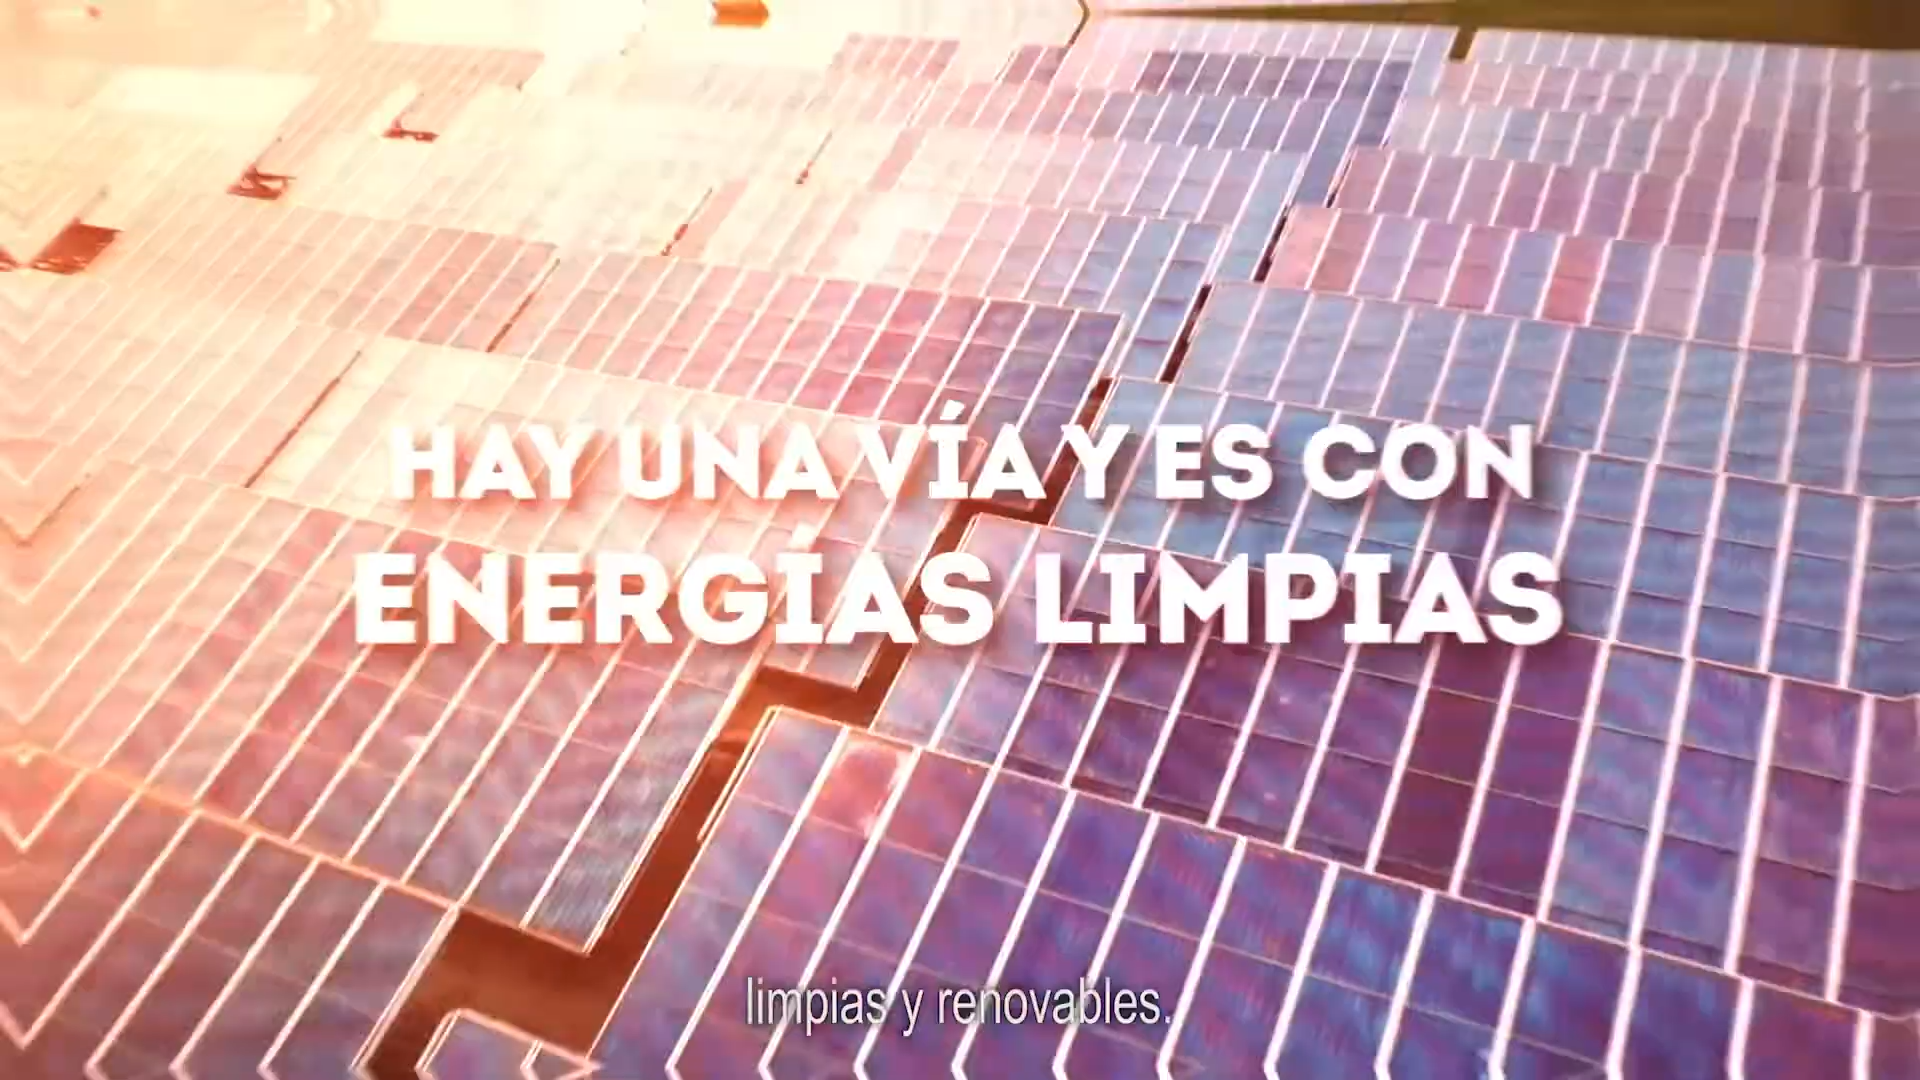 HAY UNA VÍA Y ES CON
ENERGÍAS LIMPIAS
limpias y renovables.